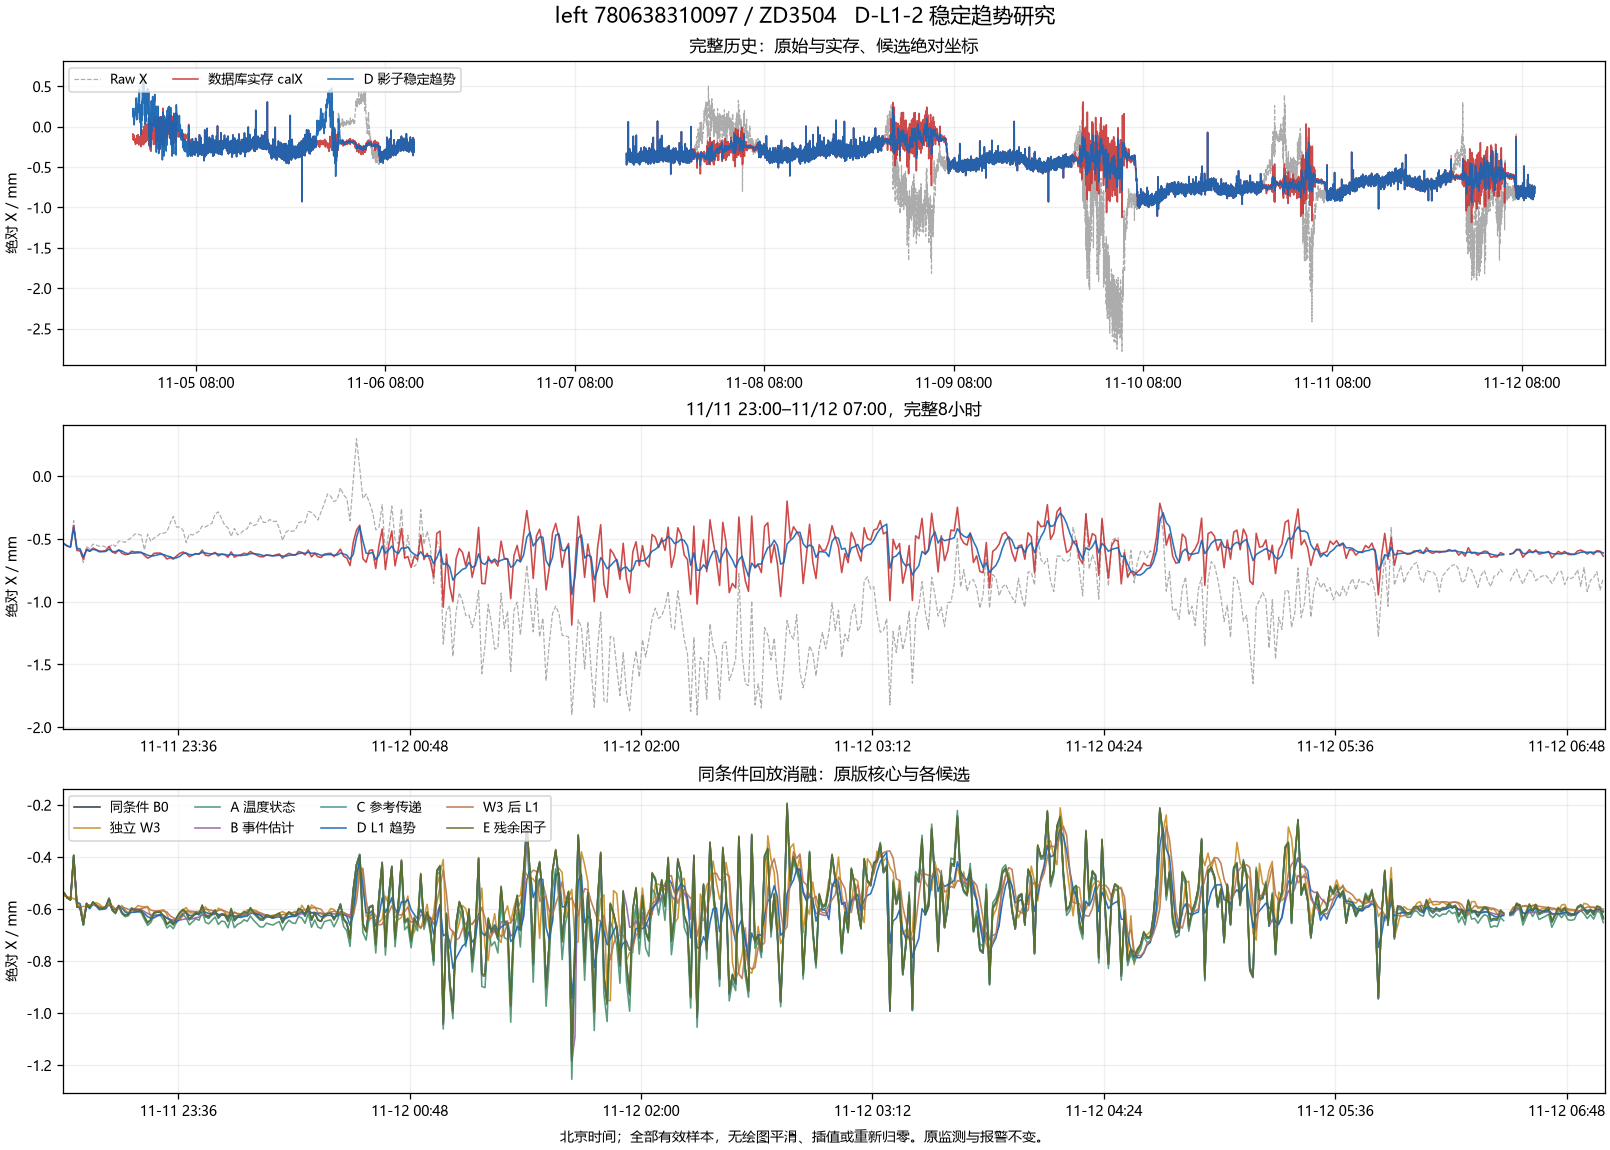 left 780638310097 / ZD3504   D-L1-2 稳定趋势研究
完整历史：原始与实存、候选绝对坐标
Raw X   数据库实存 calX   D 影子稳定趋势
绝对 X / mm
0.5
0.0
-0.5
-1.0
-1.5
-2.0
-2.5
11-05 08:00   11-06 08:00   11-07 08:00   11-08 08:00   11-09 08:00   11-10 08:00   11-11 08:00   11-12 08:00
11/11 23:00–11/12 07:00，完整8小时
绝对 X / mm
0.0
-0.5
-1.0
-1.5
-2.0
11-11 23:36   11-12 00:48   11-12 02:00   11-12 03:12   11-12 04:24   11-12 05:36   11-12 06:48
同条件回放消融：原版核心与各候选
同条件 B0   A 温度状态   C 参考传递   W3 后 L1
独立 W3   B 事件估计   D L1 趋势   E 残余因子
绝对 X / mm
-0.2
-0.4
-0.6
-0.8
-1.0
-1.2
11-11 23:36   11-12 00:48   11-12 02:00   11-12 03:12   11-12 04:24   11-12 05:36   11-12 06:48
北京时间；全部有效样本，无绘图平滑、插值或重新归零。原监测与报警不变。